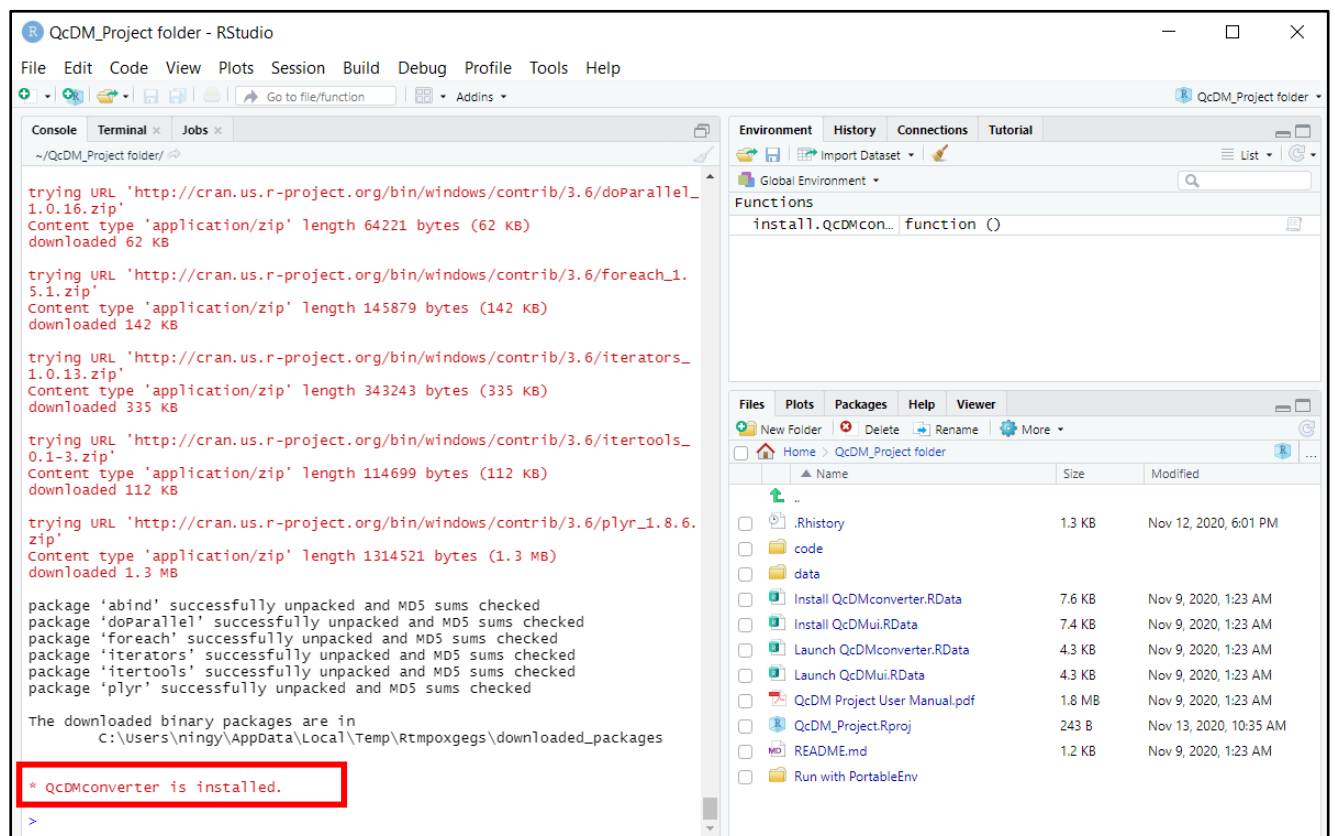 QcDM_Project folder - RStudio
File Edit Code View Plots Session Build Debug Profile Tools Help
Go to file/function
Addins
QcDM_Project folder
Console Terminal Jobs
~/QcDM_Project folder/
trying URL 'http://cran.us.r-project.org/bin/windows/contrib/3.6/doParallel_
1.0.16.zip'
Content type 'application/zip' length 64221 bytes (62 KB)
downloaded 62 KB
trying URL 'http://cran.us.r-project.org/bin/windows/contrib/3.6/foreach_1.
5.1.zip'
Content type 'application/zip' length 145879 bytes (142 KB)
downloaded 142 KB
trying URL 'http://cran.us.r-project.org/bin/windows/contrib/3.6/iterators_
1.0.13.zip'
Content type 'application/zip' length 343243 bytes (335 KB)
downloaded 335 KB
trying URL 'http://cran.us.r-project.org/bin/windows/contrib/3.6/itertools_
0.1-3.zip'
Content type 'application/zip' length 114699 bytes (112 KB)
downloaded 112 KB
trying URL 'http://cran.us.r-project.org/bin/windows/contrib/3.6/plyr_1.8.6.
zip'
Content type 'application/zip' length 1314521 bytes (1.3 MB)
downloaded 1.3 MB
package ‘abind’ successfully unpacked and MD5 sums checked
package ‘doParallel’ successfully unpacked and MD5 sums checked
package ‘foreach’ successfully unpacked and MD5 sums checked
package ‘iterators’ successfully unpacked and MD5 sums checked
package ‘itertools’ successfully unpacked and MD5 sums checked
package ‘plyr’ successfully unpacked and MD5 sums checked
The downloaded binary packages are in
C:\Users\ningy\AppData\Local\Temp\Rtmpoxgegs\downloaded_packages
* QcDMconverter is installed.
>
Environment History Connections Tutorial
Import Dataset
List
Global Environment
Functions
install.QcDMcon… function ()
Files Plots Packages Help Viewer
New Folder Delete Rename More
Home QcDM_Project folder
...
Name Size Modified
..
.Rhistory 1.3 KB Nov 12, 2020, 6:01 PM
code
data
Install QcDMconverter.RData 7.6 KB Nov 9, 2020, 1:23 AM
Install QcDMui.RData 7.4 KB Nov 9, 2020, 1:23 AM
Launch QcDMconverter.RData 4.3 KB Nov 9, 2020, 1:23 AM
Launch QcDMui.RData 4.3 KB Nov 9, 2020, 1:23 AM
QcDM Project User Manual.pdf 1.8 MB Nov 9, 2020, 1:23 AM
QcDM_Project.Rproj 243 B Nov 13, 2020, 10:35 AM
README.md 1.2 KB Nov 9, 2020, 1:23 AM
Run with PortableEnv